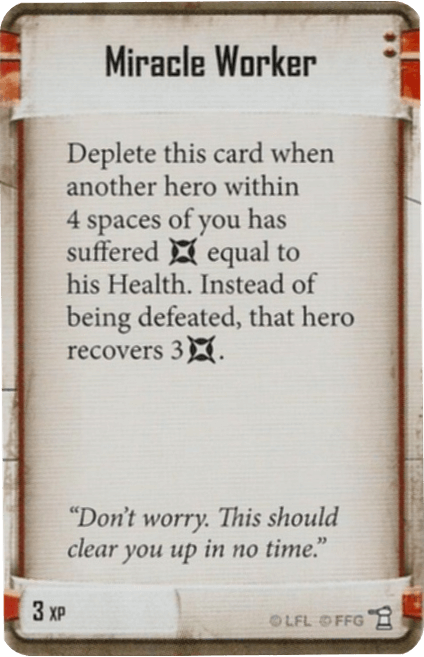 Miracle Worker
Deplete this card when
another hero within
4 spaces of you has
suffered equal to
his Health. Instead of
being defeated, that hero
recovers 3.
“Don’t worry. This should
clear you up in no time.”
3 XP
© LFL © FFG